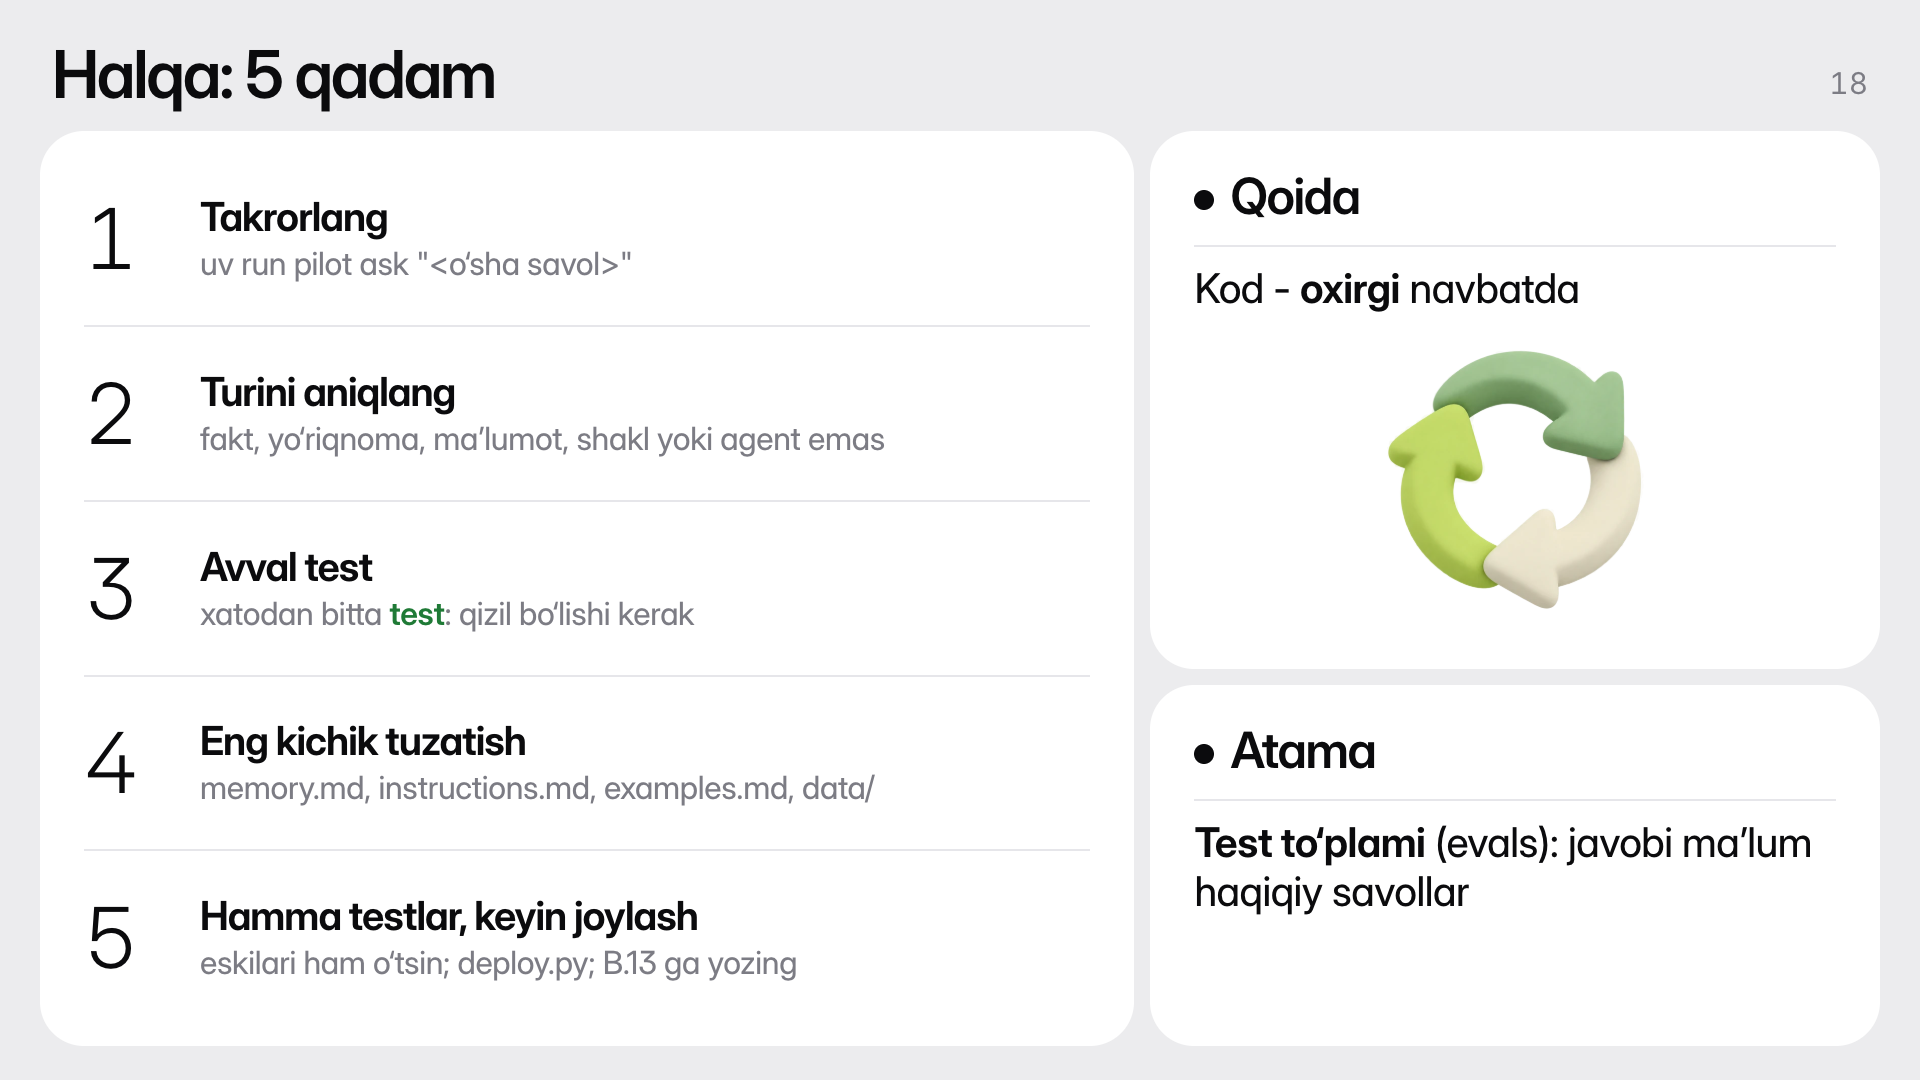 Halqa: 5 qadam
18
1
Takrorlang
uv run pilot ask "<o‘sha savol>"
2
Turini aniqlang
fakt, yo‘riqnoma, ma’lumot, shakl yoki agent emas
3
Avval test
xatodan bitta test: qizil bo‘lishi kerak
4
Eng kichik tuzatish
memory.md, instructions.md, examples.md, data/
5
Hamma testlar, keyin joylash
eskilari ham o‘tsin; deploy.py; B.13 ga yozing
• Qoida
Kod - oxirgi navbatda
• Atama
Test to‘plami (evals): javobi ma’lum
haqiqiy savollar